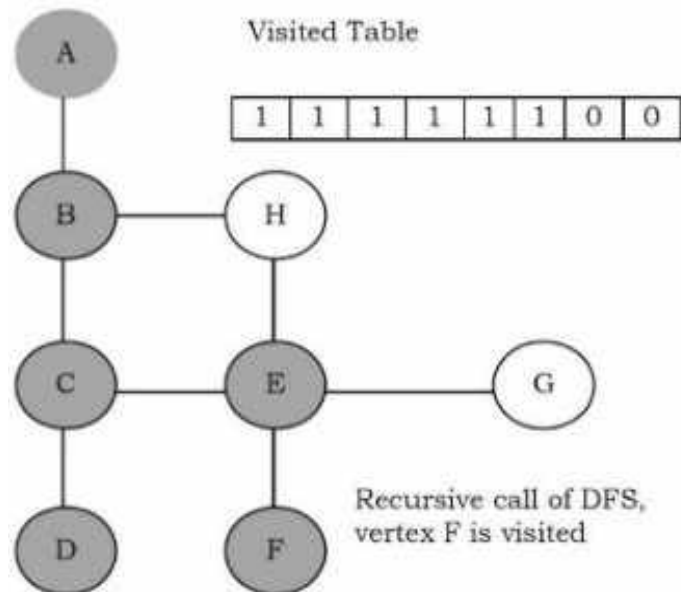 A
Visited Table
1 1 1 1 1 1 0 0
B H
C E G
Recursive call of DFS,
vertex F is visited
D F